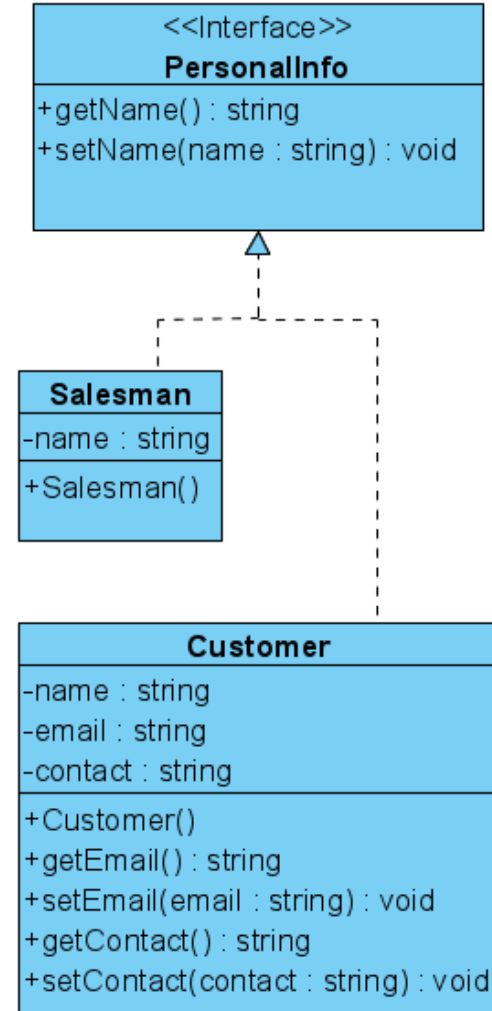 <<Interface>>
PersonalInfo
+getName() : string
+setName(name : string) : void
Salesman
-name : string
+Salesman()
Customer
-name : string
-email : string
-contact : string
+Customer()
+getEmail() : string
+setEmail(email : string) : void
+getContact() : string
+setContact(contact : string) : void